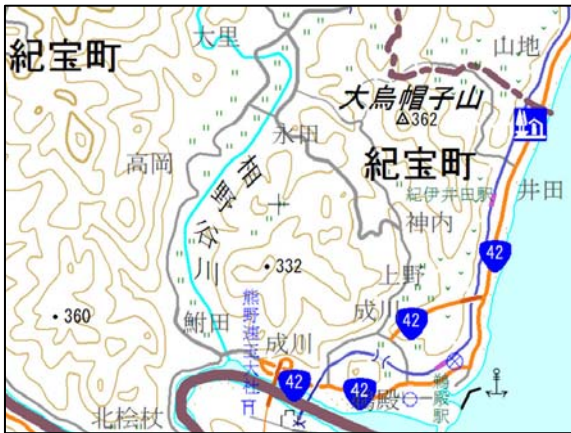 大里
山地
紀宝町
大烏帽子山
362
永田
紀宝町
高岡
相野谷川
紀伊井田駅
井田
神内
42
332
上野
360
熊野速玉大社
成川
42
鮒田
成川
42
42
鵜殿
鵜殿駅
北桧杖